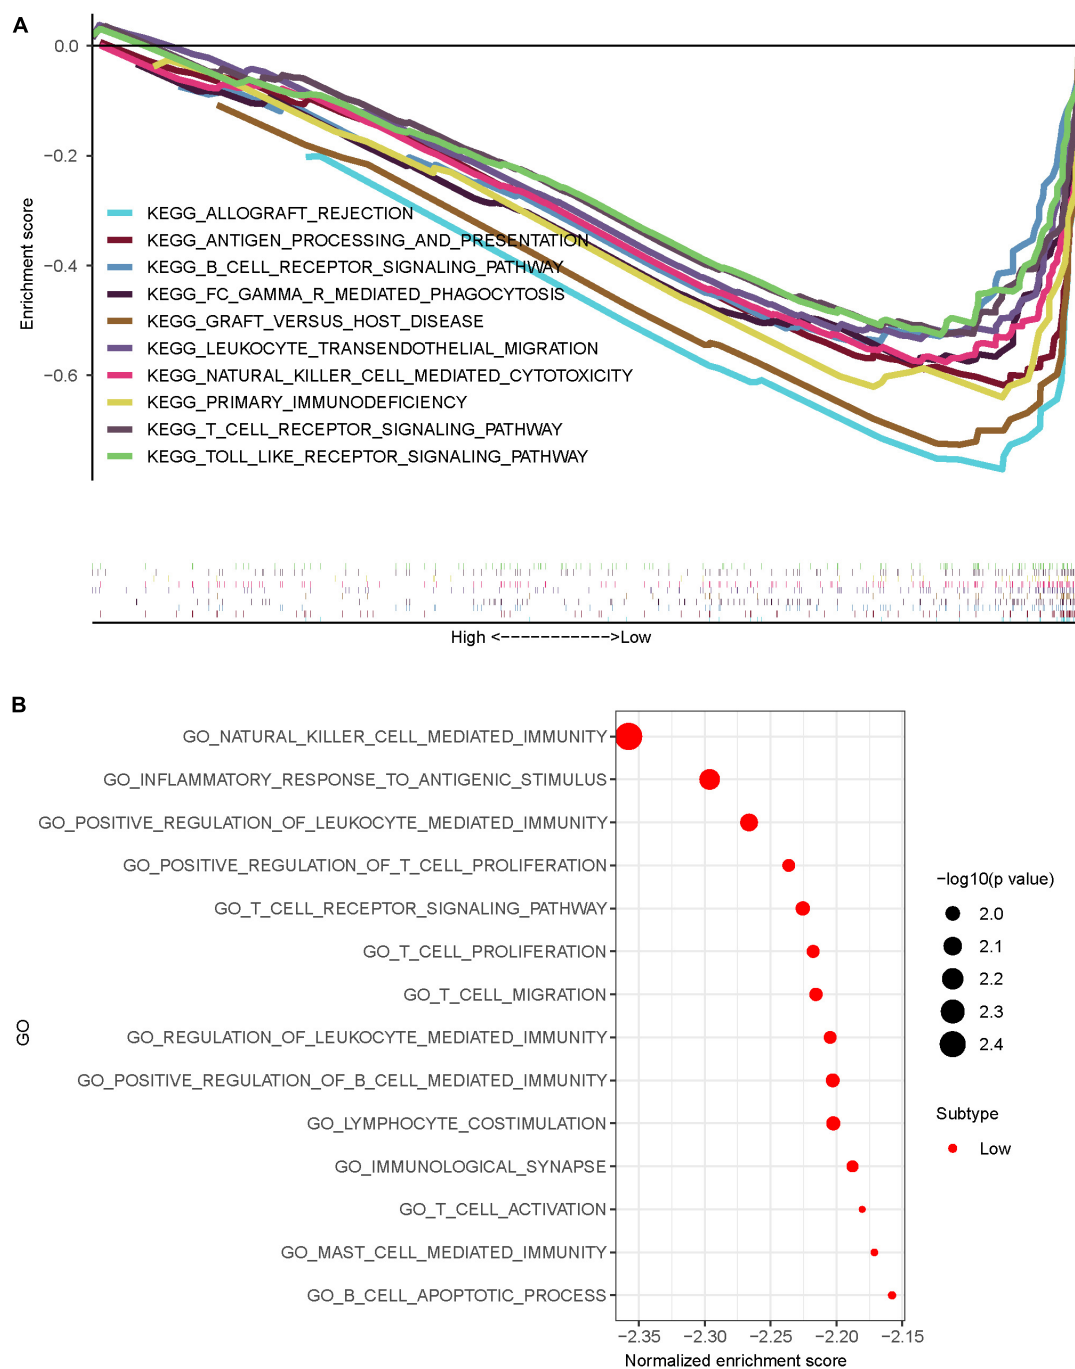 A
0.0
−0.2
−0.4
−0.6
Enrichment score
KEGG_ALLOGRAFT_REJECTION
KEGG_ANTIGEN_PROCESSING_AND_PRESENTATION
KEGG_B_CELL_RECEPTOR_SIGNALING_PATHWAY
KEGG_FC_GAMMA_R_MEDIATED_PHAGOCYTOSIS
KEGG_GRAFT_VERSUS_HOST_DISEASE
KEGG_LEUKOCYTE_TRANSENDOTHELIAL_MIGRATION
KEGG_NATURAL_KILLER_CELL_MEDIATED_CYTOTOXICITY
KEGG_PRIMARY_IMMUNODEFICIENCY
KEGG_T_CELL_RECEPTOR_SIGNALING_PATHWAY
KEGG_TOLL_LIKE_RECEPTOR_SIGNALING_PATHWAY
High <----------->Low
B
GO
GO_NATURAL_KILLER_CELL_MEDIATED_IMMUNITY
GO_INFLAMMATORY_RESPONSE_TO_ANTIGENIC_STIMULUS
GO_POSITIVE_REGULATION_OF_LEUKOCYTE_MEDIATED_IMMUNITY
GO_POSITIVE_REGULATION_OF_T_CELL_PROLIFERATION
GO_T_CELL_RECEPTOR_SIGNALING_PATHWAY
GO_T_CELL_PROLIFERATION
GO_T_CELL_MIGRATION
GO_REGULATION_OF_LEUKOCYTE_MEDIATED_IMMUNITY
GO_POSITIVE_REGULATION_OF_B_CELL_MEDIATED_IMMUNITY
GO_LYMPHOCYTE_COSTIMULATION
GO_IMMUNOLOGICAL_SYNAPSE
GO_T_CELL_ACTIVATION
GO_MAST_CELL_MEDIATED_IMMUNITY
GO_B_CELL_APOPTOTIC_PROCESS
−2.35 −2.30 −2.25 −2.20 −2.15
Normalized enrichment score
−log10(p value)
2.0
2.1
2.2
2.3
2.4
Subtype
Low